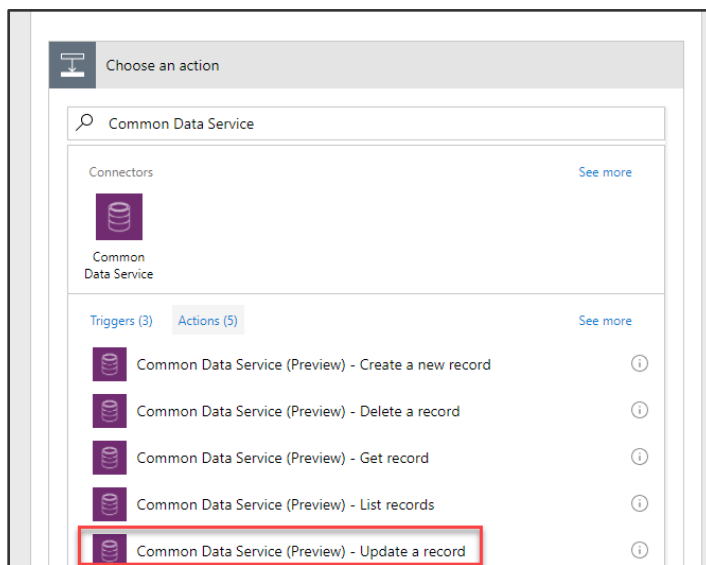 Choose an action
Common Data Service
Connectors
See more
Common
Data Service
Triggers (3)
Actions (5)
See more
Common Data Service (Preview) - Create a new record
Common Data Service (Preview) - Delete a record
Common Data Service (Preview) - Get record
Common Data Service (Preview) - List records
Common Data Service (Preview) - Update a record